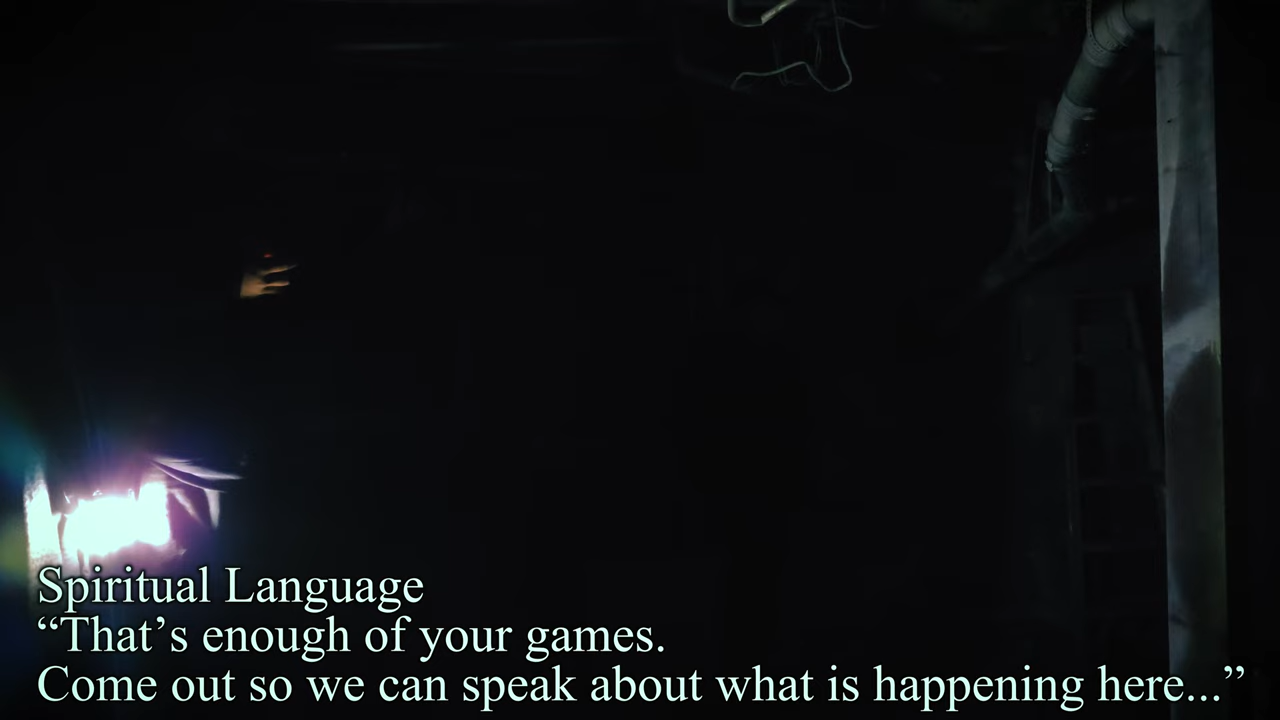 Spiritual Language
“That’s enough of your games.
Come out so we can speak about what is happening here...”